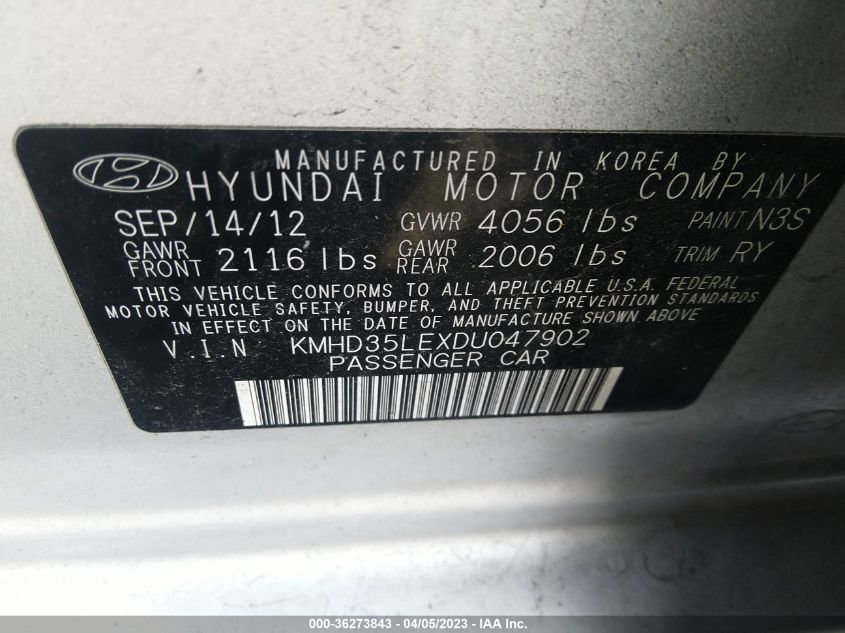 MANUFACTURED IN KOREA BY
HYUNDAI MOTOR COMPANY
SEP/14/12 GVWR 4056 lbs PAINT N3S
GAWR FRONT 2116 lbs GAWR REAR 2006 lbs TRIM RY
THIS VEHICLE CONFORMS TO ALL APPLICABLE U.S.A. FEDERAL
MOTOR VEHICLE SAFETY, BUMPER, AND THEFT PREVENTION STANDARDS
IN EFFECT ON THE DATE OF MANUFACTURE SHOWN ABOVE
V.I.N KMHD35LEXDU047902
PASSENGER CAR
000-36273843 - 04/05/2023 - IAA Inc.